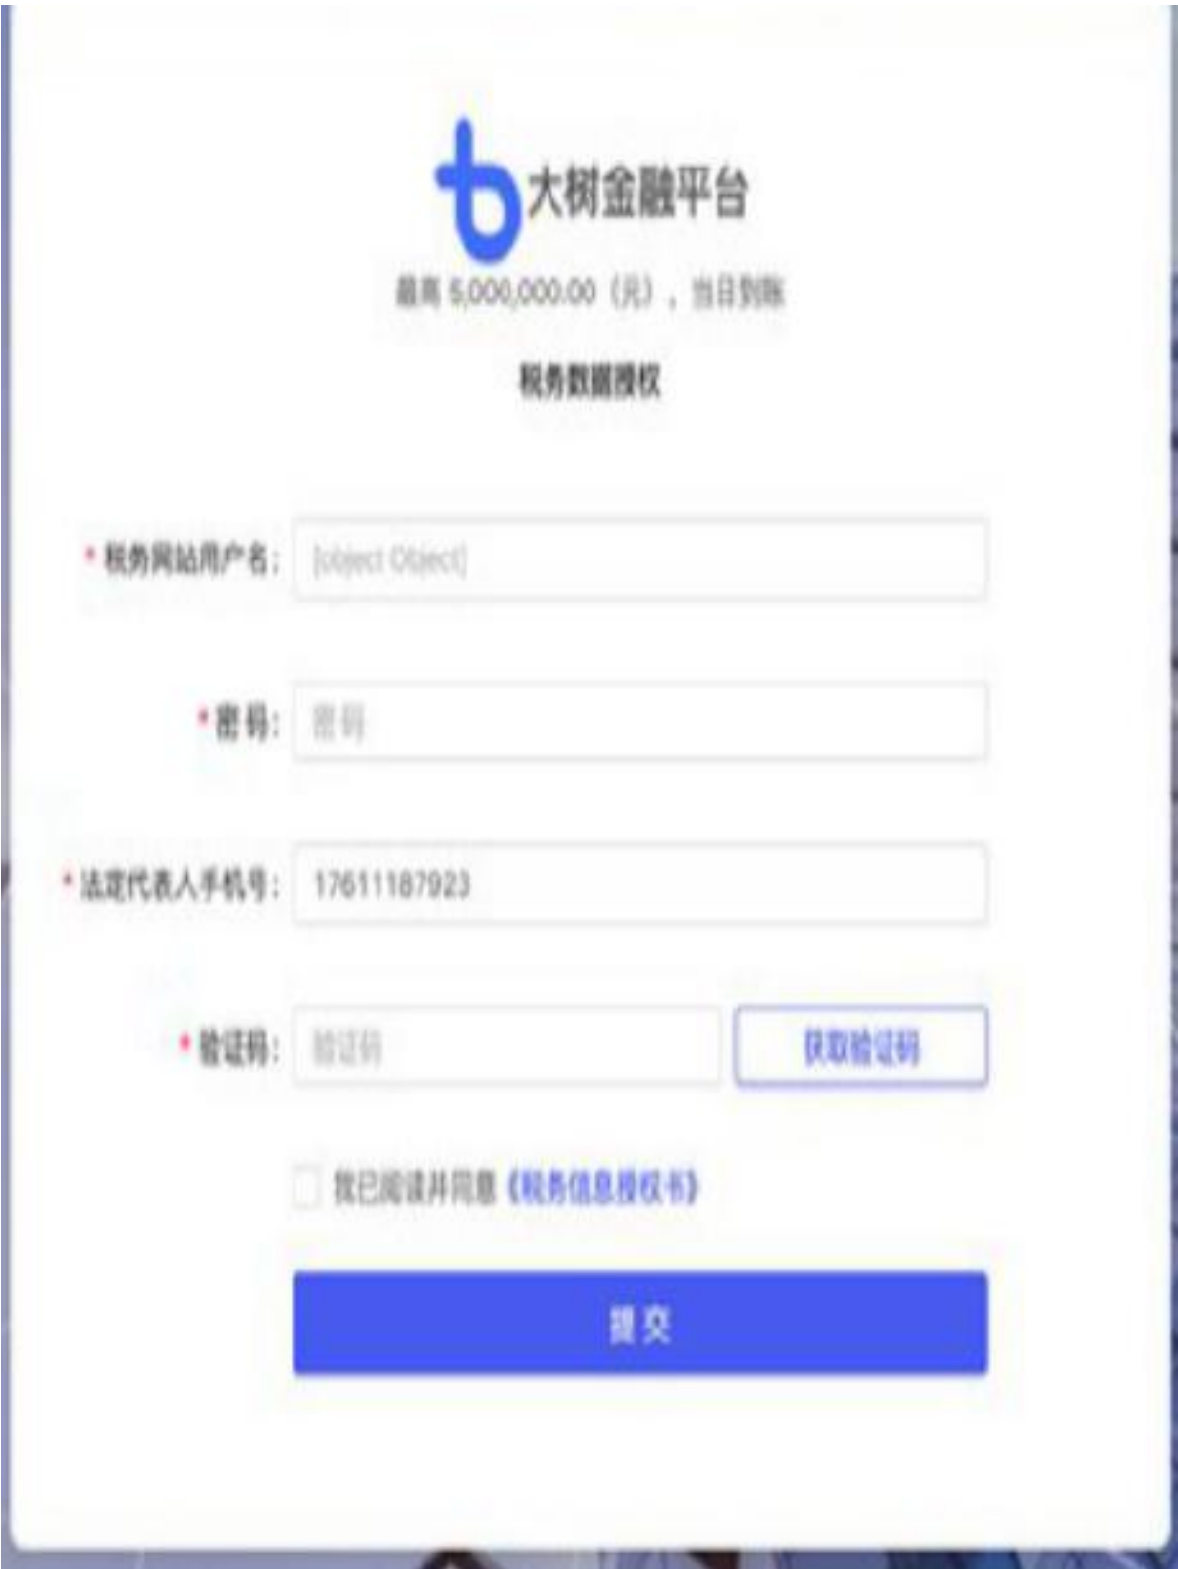 大树金融平台
最高 5,000,000.00（元），当日到账
税务数据授权
* 税务网站用户名： [object Object]
* 密码： 密码
* 法定代表人手机号： 17611187923
* 验证码： 验证码 获取验证码
我已阅读并同意《税务信息授权书》
提交